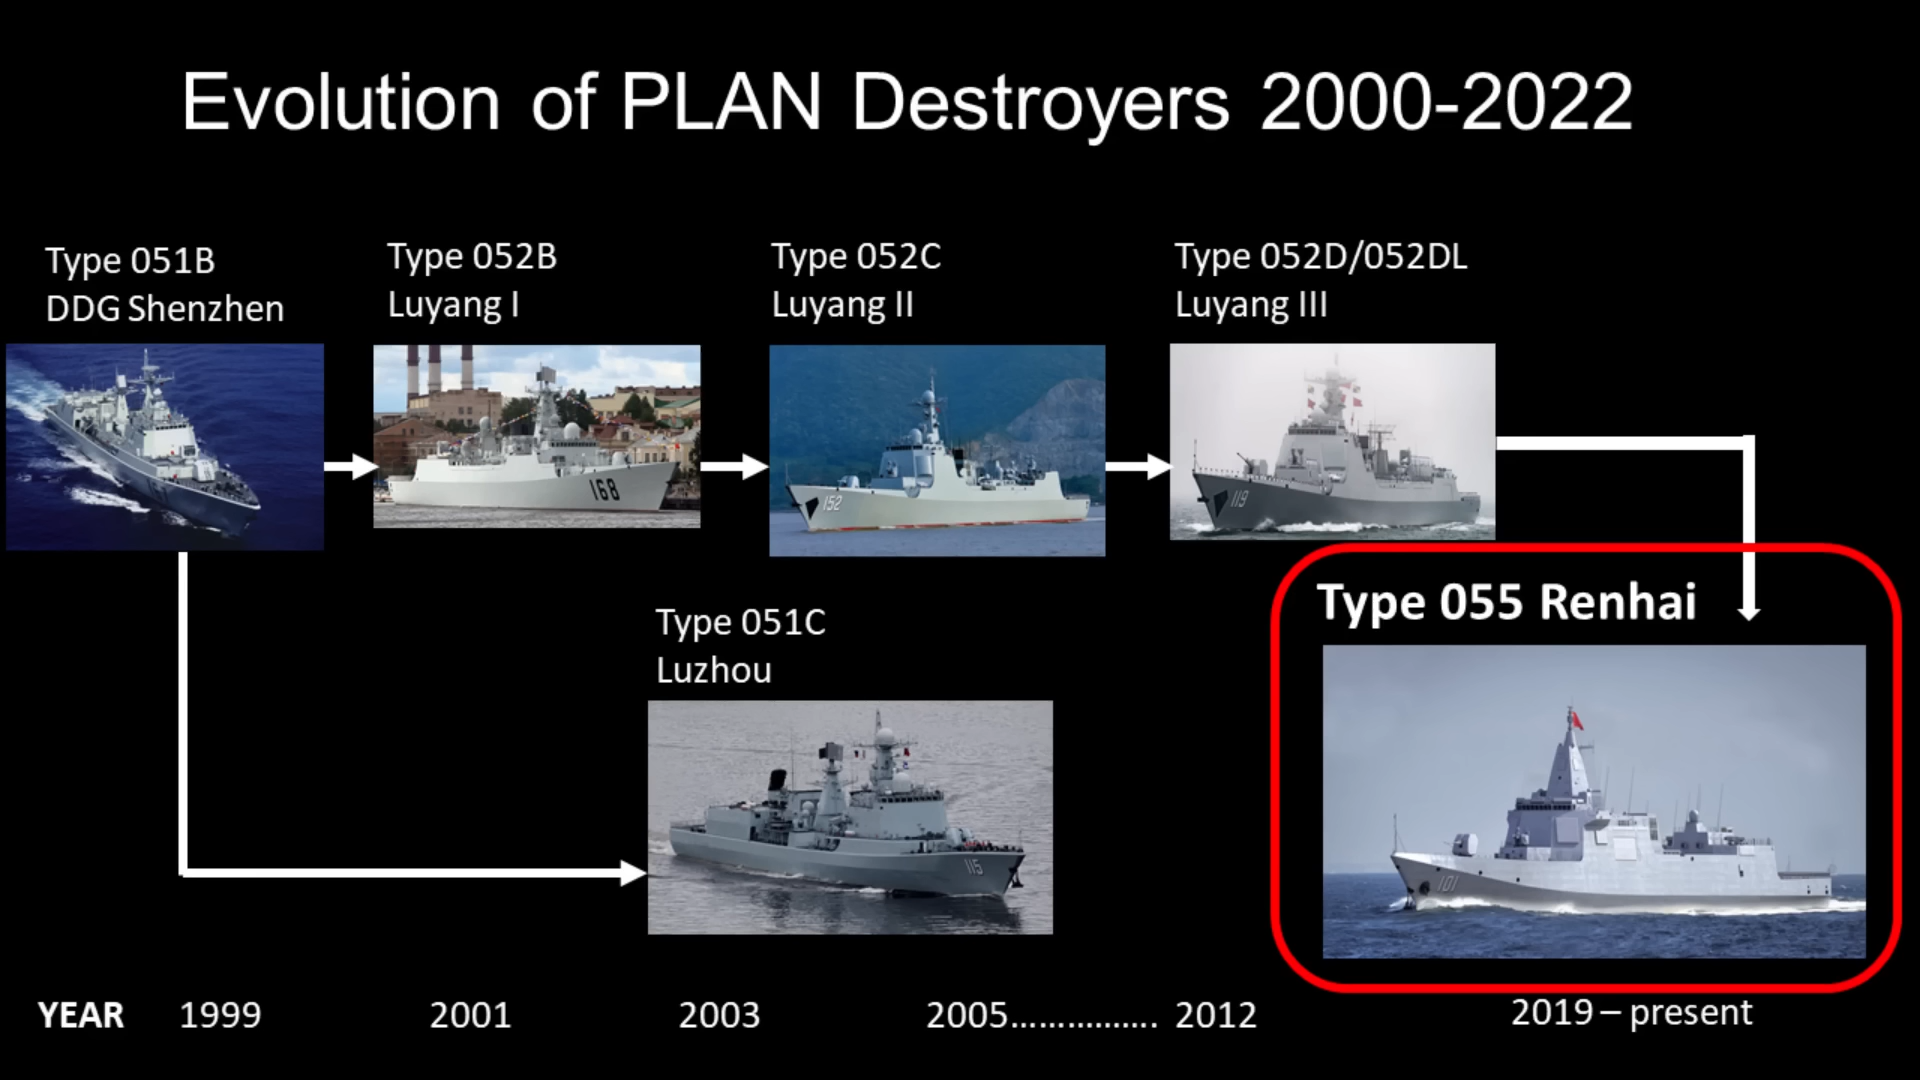 Evolution of PLAN Destroyers 2000-2022
Type 051B
DDG Shenzhen
Type 052B
Luyang I
Type 052C
Luyang II
Type 052D/052DL
Luyang III
168
152
119
Type 051C
Luzhou
115
Type 055 Renhai
101
YEAR 1999 2001 2003 2005................ 2012 2019 – present